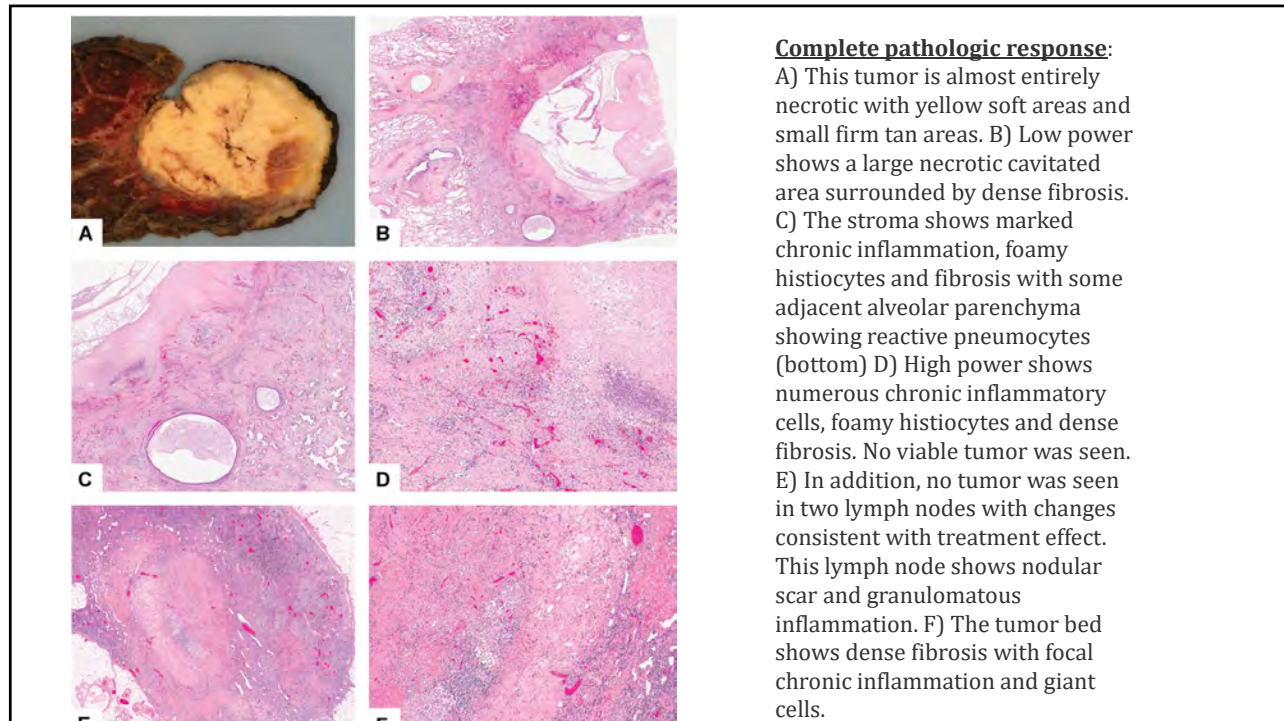 A
B
C
D
E
F
Complete pathologic response:
A) This tumor is almost entirely
necrotic with yellow soft areas and
small firm tan areas. B) Low power
shows a large necrotic cavitated
area surrounded by dense fibrosis.
C) The stroma shows marked
chronic inflammation, foamy
histiocytes and fibrosis with some
adjacent alveolar parenchyma
showing reactive pneumocytes
(bottom) D) High power shows
numerous chronic inflammatory
cells, foamy histiocytes and dense
fibrosis. No viable tumor was seen.
E) In addition, no tumor was seen
in two lymph nodes with changes
consistent with treatment effect.
This lymph node shows nodular
scar and granulomatous
inflammation. F) The tumor bed
shows dense fibrosis with focal
chronic inflammation and giant
cells.